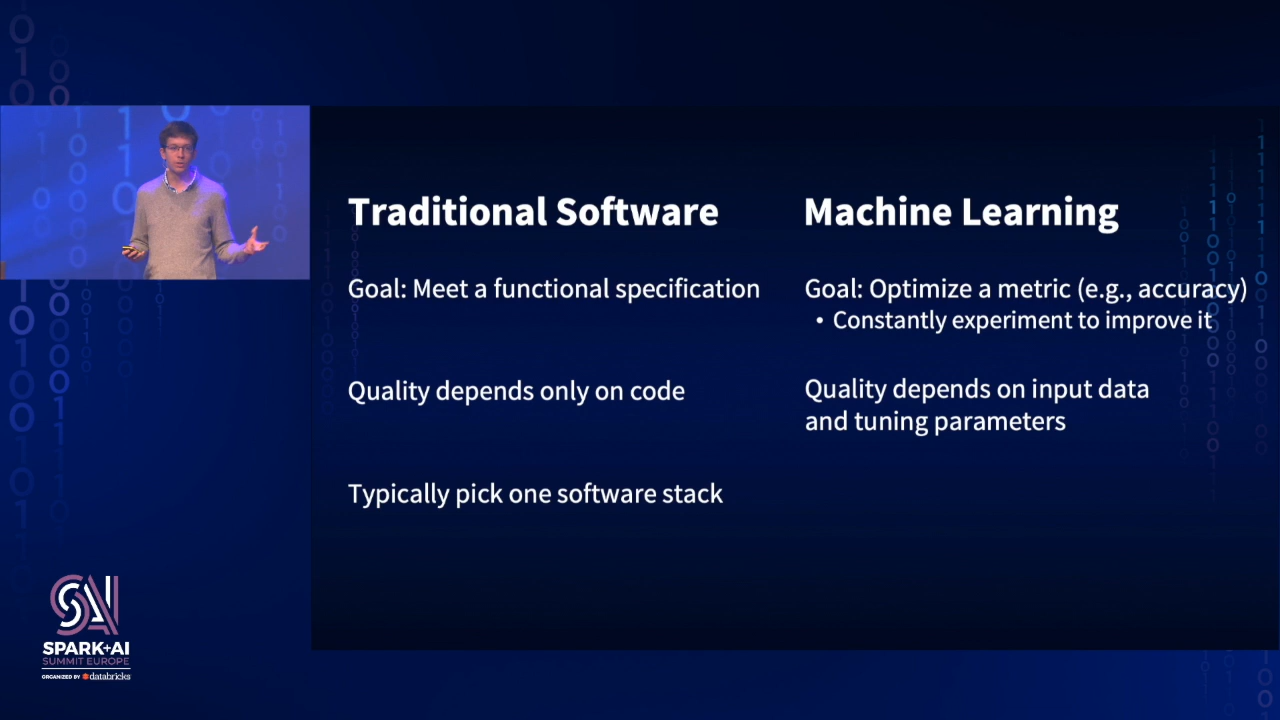 Traditional Software
Goal: Meet a functional specification
Quality depends only on code
Typically pick one software stack
Machine Learning
Goal: Optimize a metric (e.g., accuracy)
• Constantly experiment to improve it
Quality depends on input data
and tuning parameters
SAI
SPARK+AI
SUMMIT EUROPE
ORGANIZED BY databricks